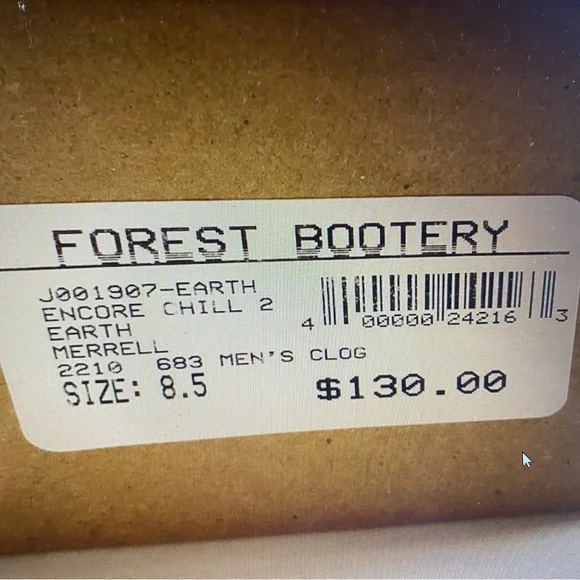 FOREST BOOTERY
J001907-EARTH
ENCORE CHILL 2
EARTH
MERRELL
2210 683 MEN'S CLOG
SIZE: 8.5
4 00000 24216 3
$130.00